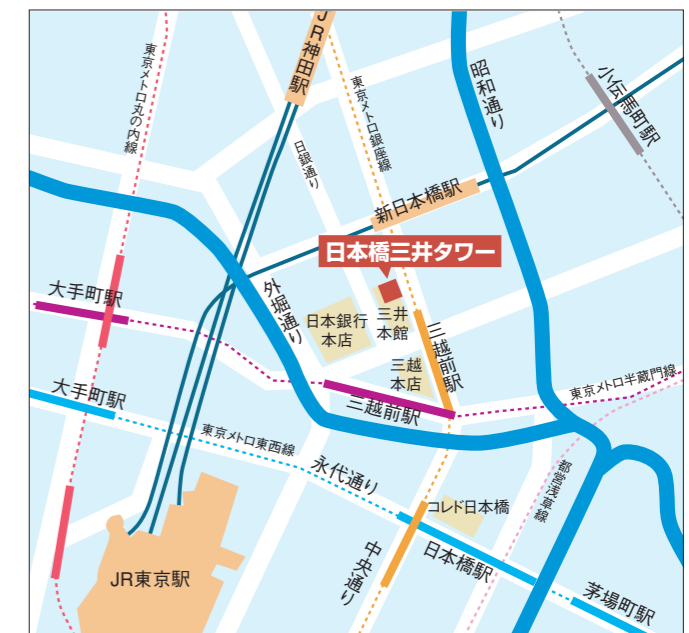 JR神田駅
東京メトロ丸の内線
東京メトロ銀座線
昭和通り
小伝馬町駅
日銀通り
新日本橋駅
日本橋三井タワー
大手町駅
外堀通り
日本銀行
本店
三井
本館
三越前駅
三越
本店
大手町駅
三越前駅
東京メトロ半蔵門線
東京メトロ東西線
永代通り
都営浅草線
コレド日本橋
中央通り
日本橋駅
JR東京駅
茅場町駅